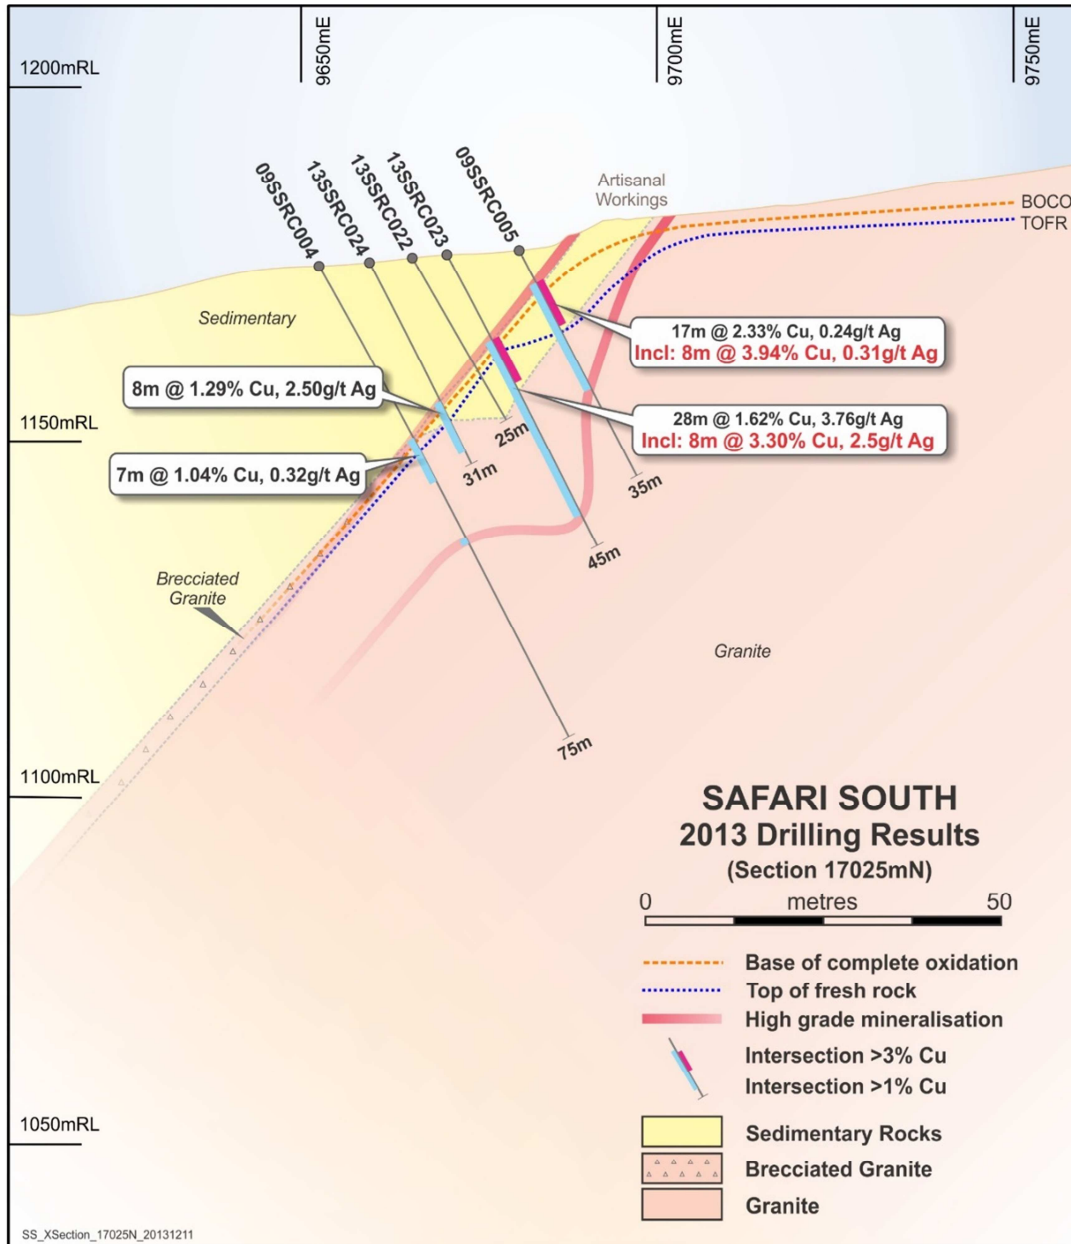 9650mE
9700mE
9750mE
1200mRL
09SSRC004
13SSRC024
13SSRC022
13SSRC023
09SSRC005
Artisanal
Workings
BOCO
TOFR
Sedimentary
17m @ 2.33% Cu, 0.24g/t Ag
Incl: 8m @ 3.94% Cu, 0.31g/t Ag
8m @ 1.29% Cu, 2.50g/t Ag
28m @ 1.62% Cu, 3.76g/t Ag
Incl: 8m @ 3.30% Cu, 2.5g/t Ag
1150mRL
25m
7m @ 1.04% Cu, 0.32g/t Ag
31m
35m
45m
Brecciated
Granite
Granite
75m
1100mRL
SAFARI SOUTH
2013 Drilling Results
(Section 17025mN)
0 metres 50
Base of complete oxidation
Top of fresh rock
High grade mineralisation
Intersection >3% Cu
Intersection >1% Cu
1050mRL
Sedimentary Rocks
Brecciated Granite
Granite
SS_XSection_17025N_20131211